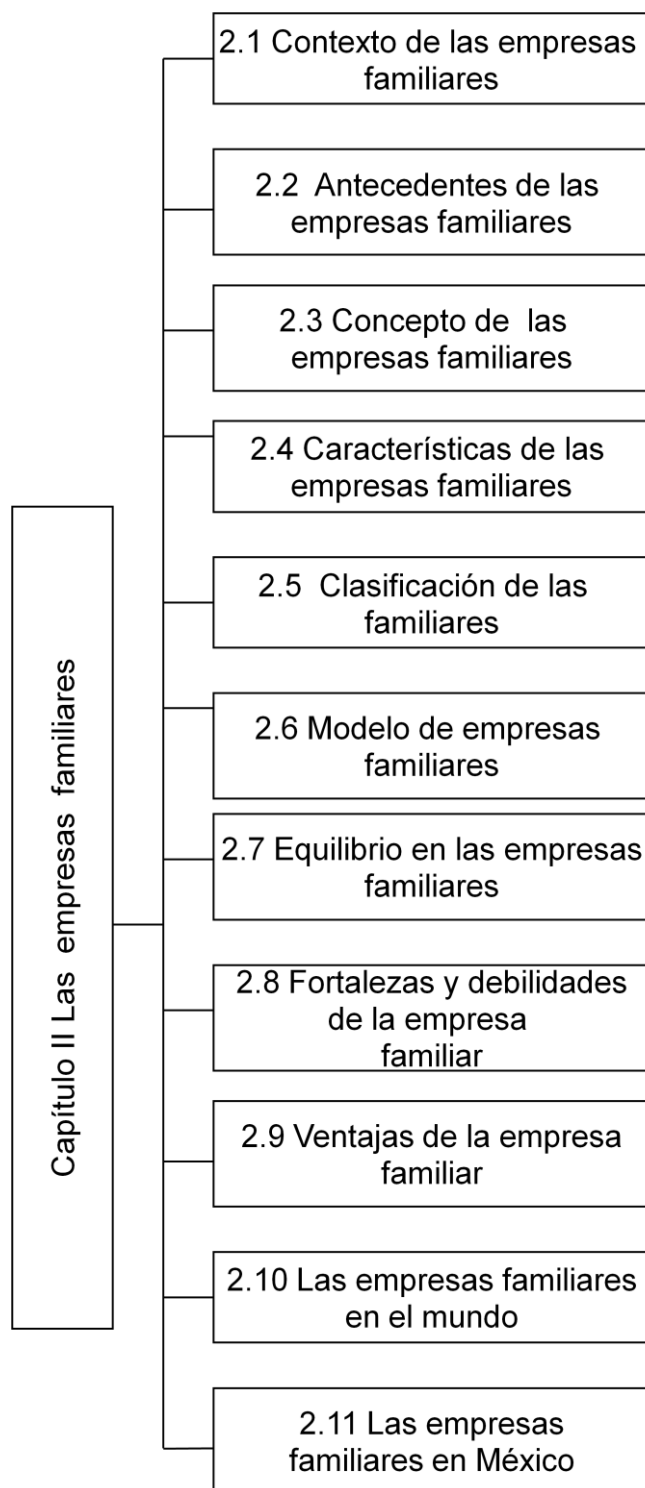 2.1 Contexto de las empresas
familiares
2.2 Antecedentes de las
empresas familiares
2.3 Concepto de las
empresas familiares
2.4 Características de las
empresas familiares
2.5 Clasificación de las
familiares
2.6 Modelo de empresas
familiares
2.7 Equilibrio en las empresas
familiares
2.8 Fortalezas y debilidades
de la empresa
familiar
2.9 Ventajas de la empresa
familiar
2.10 Las empresas familiares
en el mundo
2.11 Las empresas
familiares en México
Capítulo II Las empresas familiares